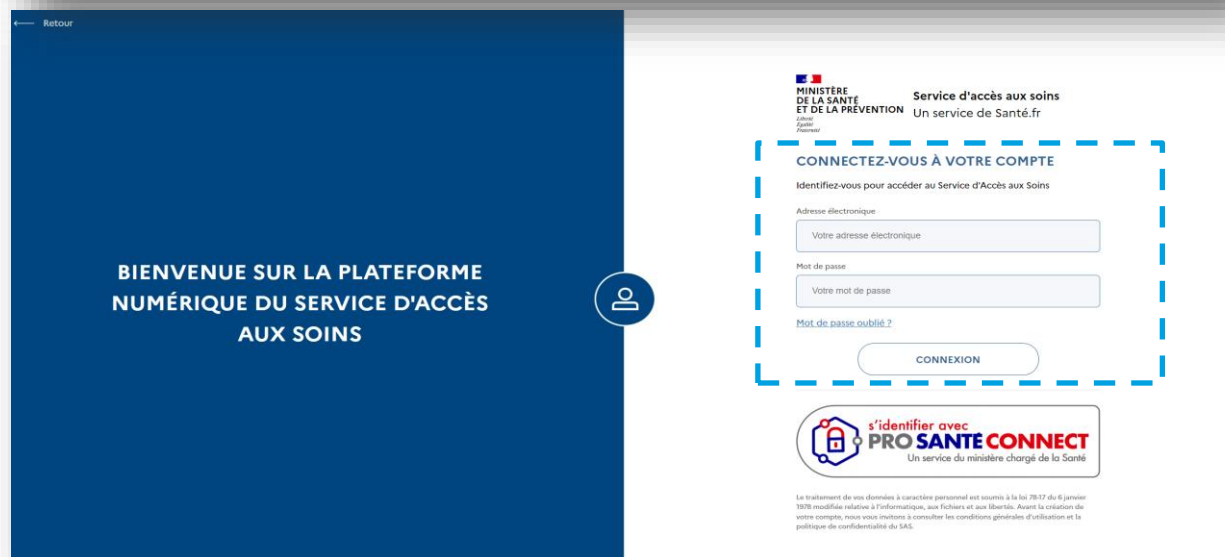 Retour
BIENVENUE SUR LA PLATEFORME
NUMÉRIQUE DU SERVICE D'ACCÈS
AUX SOINS
MINISTÈRE
DE LA SANTÉ
ET DE LA PRÉVENTION
Liberté
Égalité
Fraternité
Service d'accès aux soins
Un service de Santé.fr
CONNECTEZ-VOUS À VOTRE COMPTE
Identifiez-vous pour accéder au Service d'Accès aux Soins
Adresse électronique
Votre adresse électronique
Mot de passe
Votre mot de passe
Mot de passe oublié ?
CONNEXION
s'identifier avec
PRO SANTÉ CONNECT
Un service du ministère chargé de la Santé
Le traitement de vos données à caractère personnel est soumis à la loi 78-17 du 6 janvier
1978 modifiée relative à l'informatique, aux fichiers et aux libertés. Avant la création de
votre compte, nous vous invitons à consulter les conditions générales d'utilisation et la
politique de confidentialité du SAS.